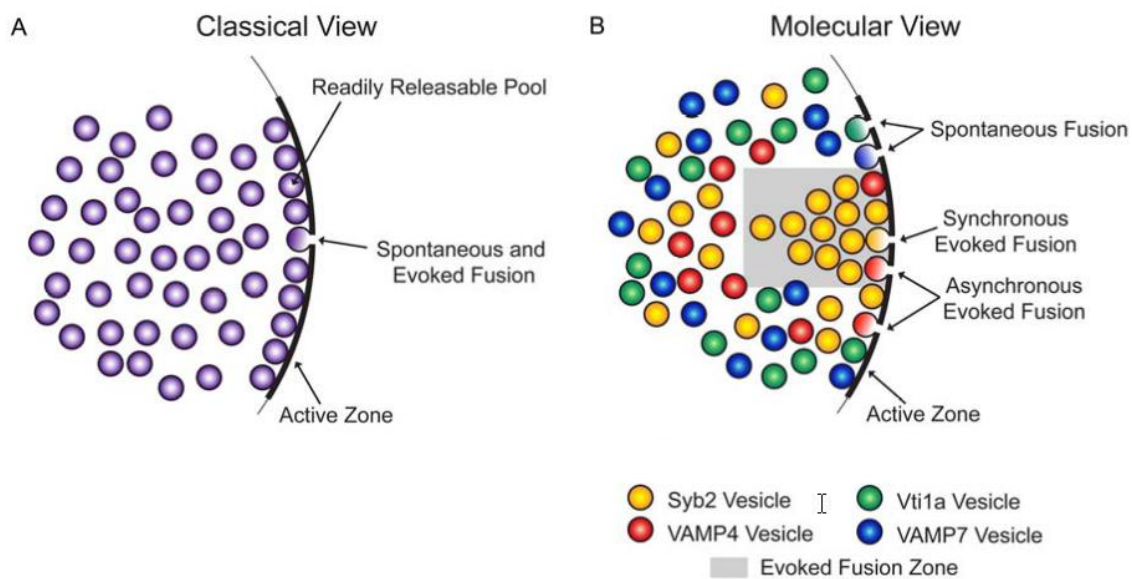 A
Classical View
Readily Releasable Pool
Spontaneous and
Evoked Fusion
Active Zone
B
Molecular View
Spontaneous Fusion
Synchronous
Evoked Fusion
Asynchronous
Evoked Fusion
Active Zone
Syb2 Vesicle
Vti1a Vesicle
VAMP4 Vesicle
VAMP7 Vesicle
Evoked Fusion Zone